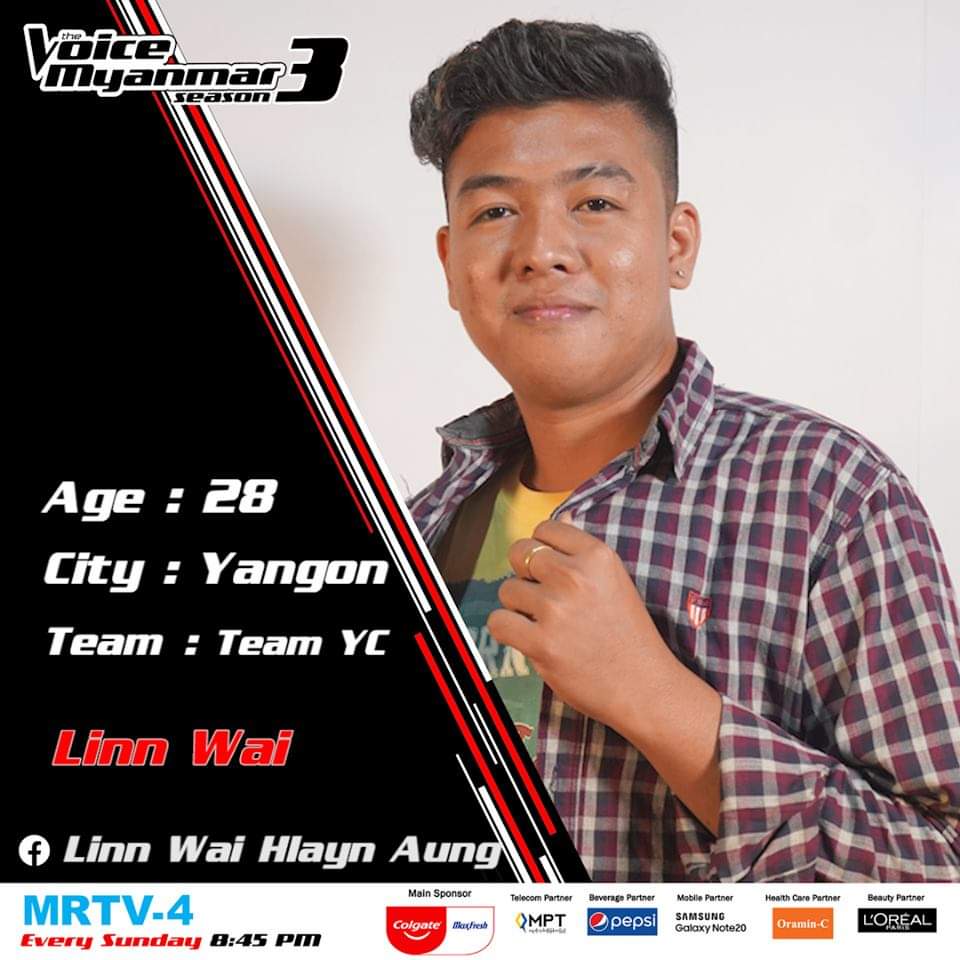 the
Voice
Myanmar
season 3
Age : 28
City : Yangon
Team : Team YC
Linn Wai
Linn Wai Hlayn Aung
MRTV-4
Every Sunday 8:45 PM
Main Sponsor
Colgate MaxFresh
Telecom Partner
MPT
Beverage Partner
pepsi
Mobile Partner
SAMSUNG
Galaxy Note20
Health Care Partner
Oramin-C
Beauty Partner
L'ORÉAL
PARIS